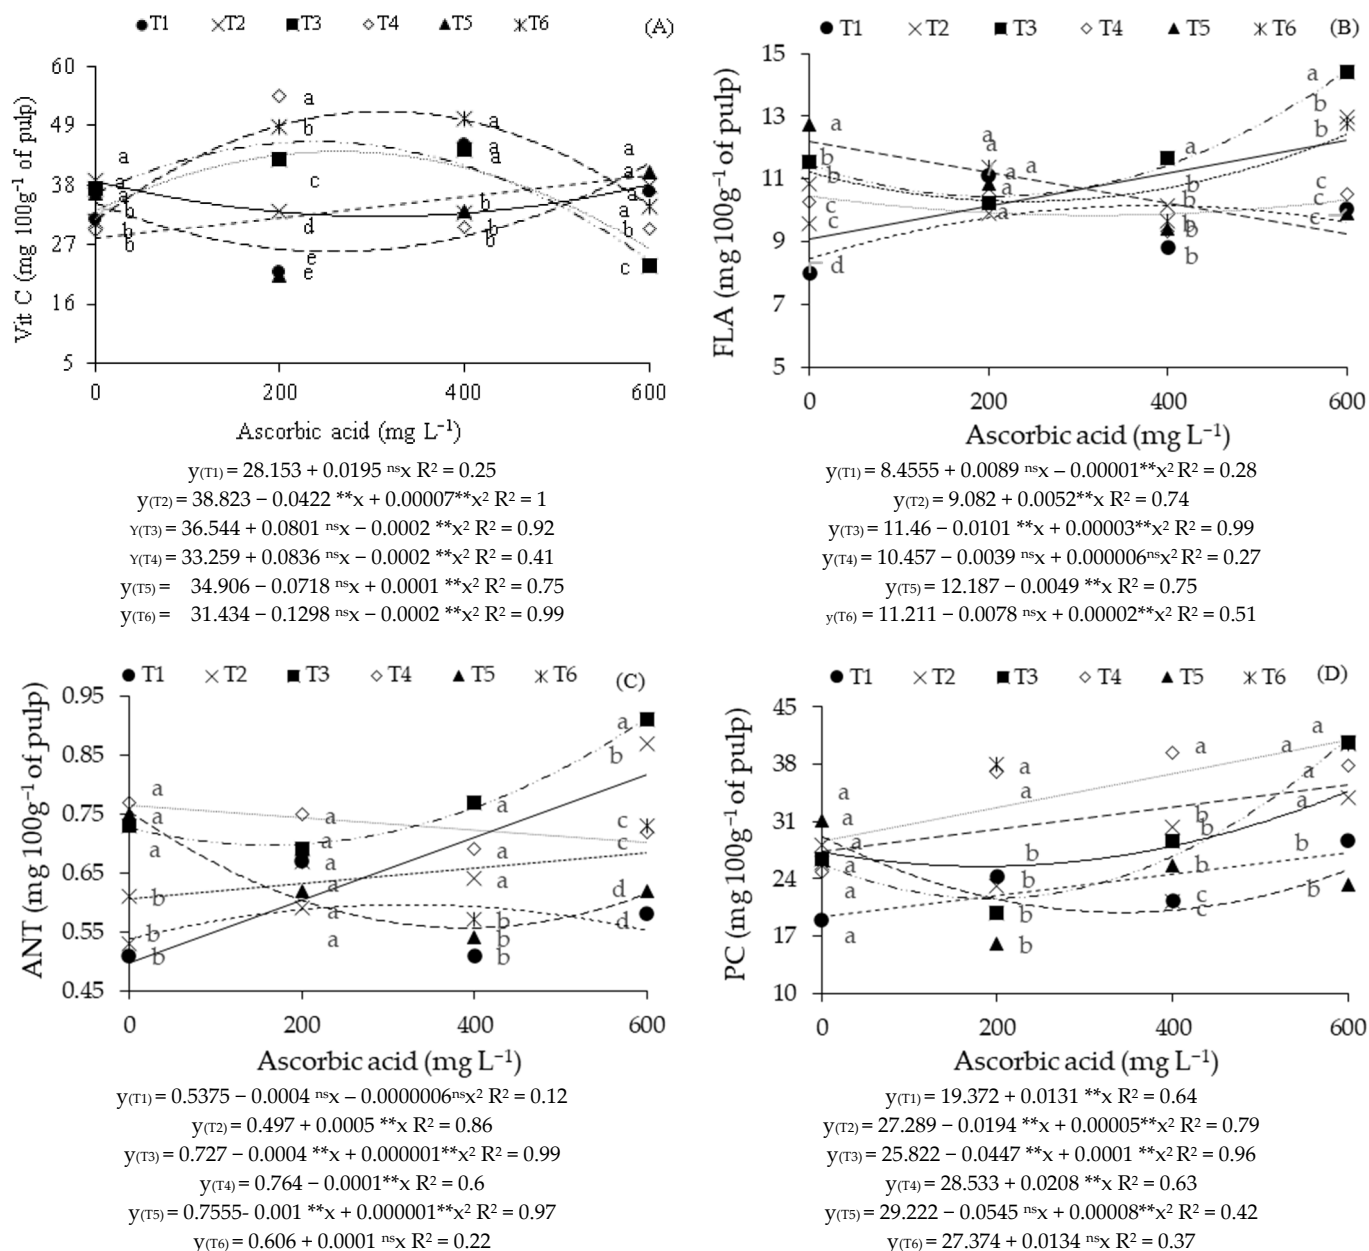 T1 T2 T3 T4 T5 T6 (A)
60
49
38
27
16
5
Vit C (mg 100g⁻¹ of pulp)
a
a
b
b
b
a
b
c
d
e
e
a
a
a
b
b
b
a
a
a
b
b
c
0 200 400 600
Ascorbic acid (mg L⁻¹)
y(T1) = 28.153 + 0.0195 ⁿˢx R² = 0.25
y(T2) = 38.823 − 0.0422 **x + 0.00007**x² R² = 1
Y(T3) = 36.544 + 0.0801 ⁿˢx − 0.0002 **x² R² = 0.92
Y(T4) = 33.259 + 0.0836 ⁿˢx − 0.0002 **x² R² = 0.41
y(T5) = 34.906 − 0.0718 ⁿˢx + 0.0001 **x² R² = 0.75
y(T6) = 31.434 − 0.1298 ⁿˢx − 0.0002 **x² R² = 0.99
T1 T2 T3 T4 T5 T6 (B)
15
13
11
9
7
5
FLA (mg 100g⁻¹ of pulp)
a
b
b
c
c
d
a
a
a
a
a
a
a
b
b
b
b
b
a
b
b
c
c
c
0 200 400 600
Ascorbic acid (mg L⁻¹)
y(T1) = 8.4555 + 0.0089 ⁿˢx − 0.00001**x² R² = 0.28
y(T2) = 9.082 + 0.0052**x R² = 0.74
y(T3) = 11.46 − 0.0101 **x + 0.00003**x² R² = 0.99
y(T4) = 10.457 − 0.0039 ⁿˢx + 0.000006ⁿˢx² R² = 0.27
y(T5) = 12.187 − 0.0049 **x R² = 0.75
y(T6) = 11.211 − 0.0078 ⁿˢx + 0.00002**x² R² = 0.51
T1 T2 T3 T4 T5 T6 (C)
0.95
0.85
0.75
0.65
0.55
0.45
ANT (mg 100g⁻¹ of pulp)
a
a
a
b
b
b
a
a
a
a
a
a
a
a
b
b
b
a
b
c
c
d
d
0 200 400 600
Ascorbic acid (mg L⁻¹)
y(T1) = 0.5375 − 0.0004 ⁿˢx − 0.0000006ⁿˢx² R² = 0.12
y(T2) = 0.497 + 0.0005 **x R² = 0.86
y(T3) = 0.727 − 0.0004 **x + 0.000001**x² R² = 0.99
y(T4) = 0.764 − 0.0001**x R² = 0.6
y(T5) = 0.7555- 0.001 **x + 0.000001**x² R² = 0.97
y(T6) = 0.606 + 0.0001 ⁿˢx R² = 0.22
T1 T2 T3 T4 T5 T6 (D)
45
38
31
24
17
10
PC (mg 100g⁻¹ of pulp)
a
a
a
a
a
a
a
a
b
b
b
b
a
b
b
b
c
c
a
a
a
a
b
b
0 200 400 600
Ascorbic acid (mg L⁻¹)
y(T1) = 19.372 + 0.0131 **x R² = 0.64
y(T2) = 27.289 − 0.0194 **x + 0.00005**x² R² = 0.79
y(T3) = 25.822 − 0.0447 **x + 0.0001 **x² R² = 0.96
y(T4) = 28.533 + 0.0208 **x R² = 0.63
y(T5) = 29.222 − 0.0545 ⁿˢx + 0.00008**x² R² = 0.42
y(T6) = 27.374 + 0.0134 ⁿˢx R² = 0.37